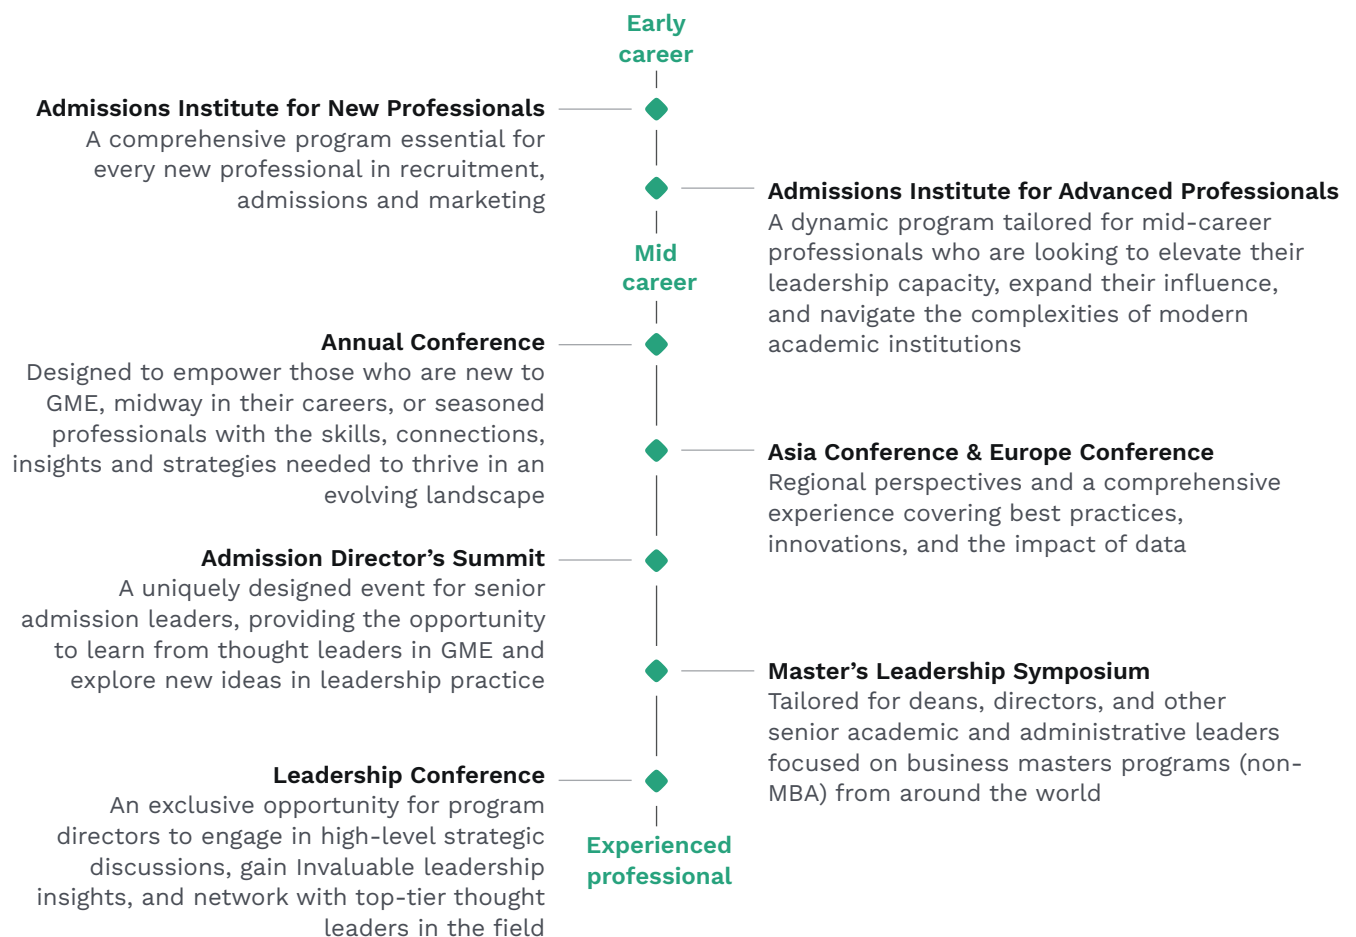 Early
career
Admissions Institute for New Professionals
A comprehensive program essential for
every new professional in recruitment,
admissions and marketing
Admissions Institute for Advanced Professionals
A dynamic program tailored for mid-career
professionals who are looking to elevate their
leadership capacity, expand their influence,
and navigate the complexities of modern
academic institutions
Mid
career
Annual Conference
Designed to empower those who are new to
GME, midway in their careers, or seasoned
professionals with the skills, connections,
insights and strategies needed to thrive in an
evolving landscape
Asia Conference & Europe Conference
Regional perspectives and a comprehensive
experience covering best practices,
innovations, and the impact of data
Admission Director’s Summit
A uniquely designed event for senior
admission leaders, providing the opportunity
to learn from thought leaders in GME and
explore new ideas in leadership practice
Master’s Leadership Symposium
Tailored for deans, directors, and other
senior academic and administrative leaders
focused on business masters programs (non-
MBA) from around the world
Leadership Conference
An exclusive opportunity for program
directors to engage in high-level strategic
discussions, gain Invaluable leadership
insights, and network with top-tier thought
leaders in the field
Experienced
professional